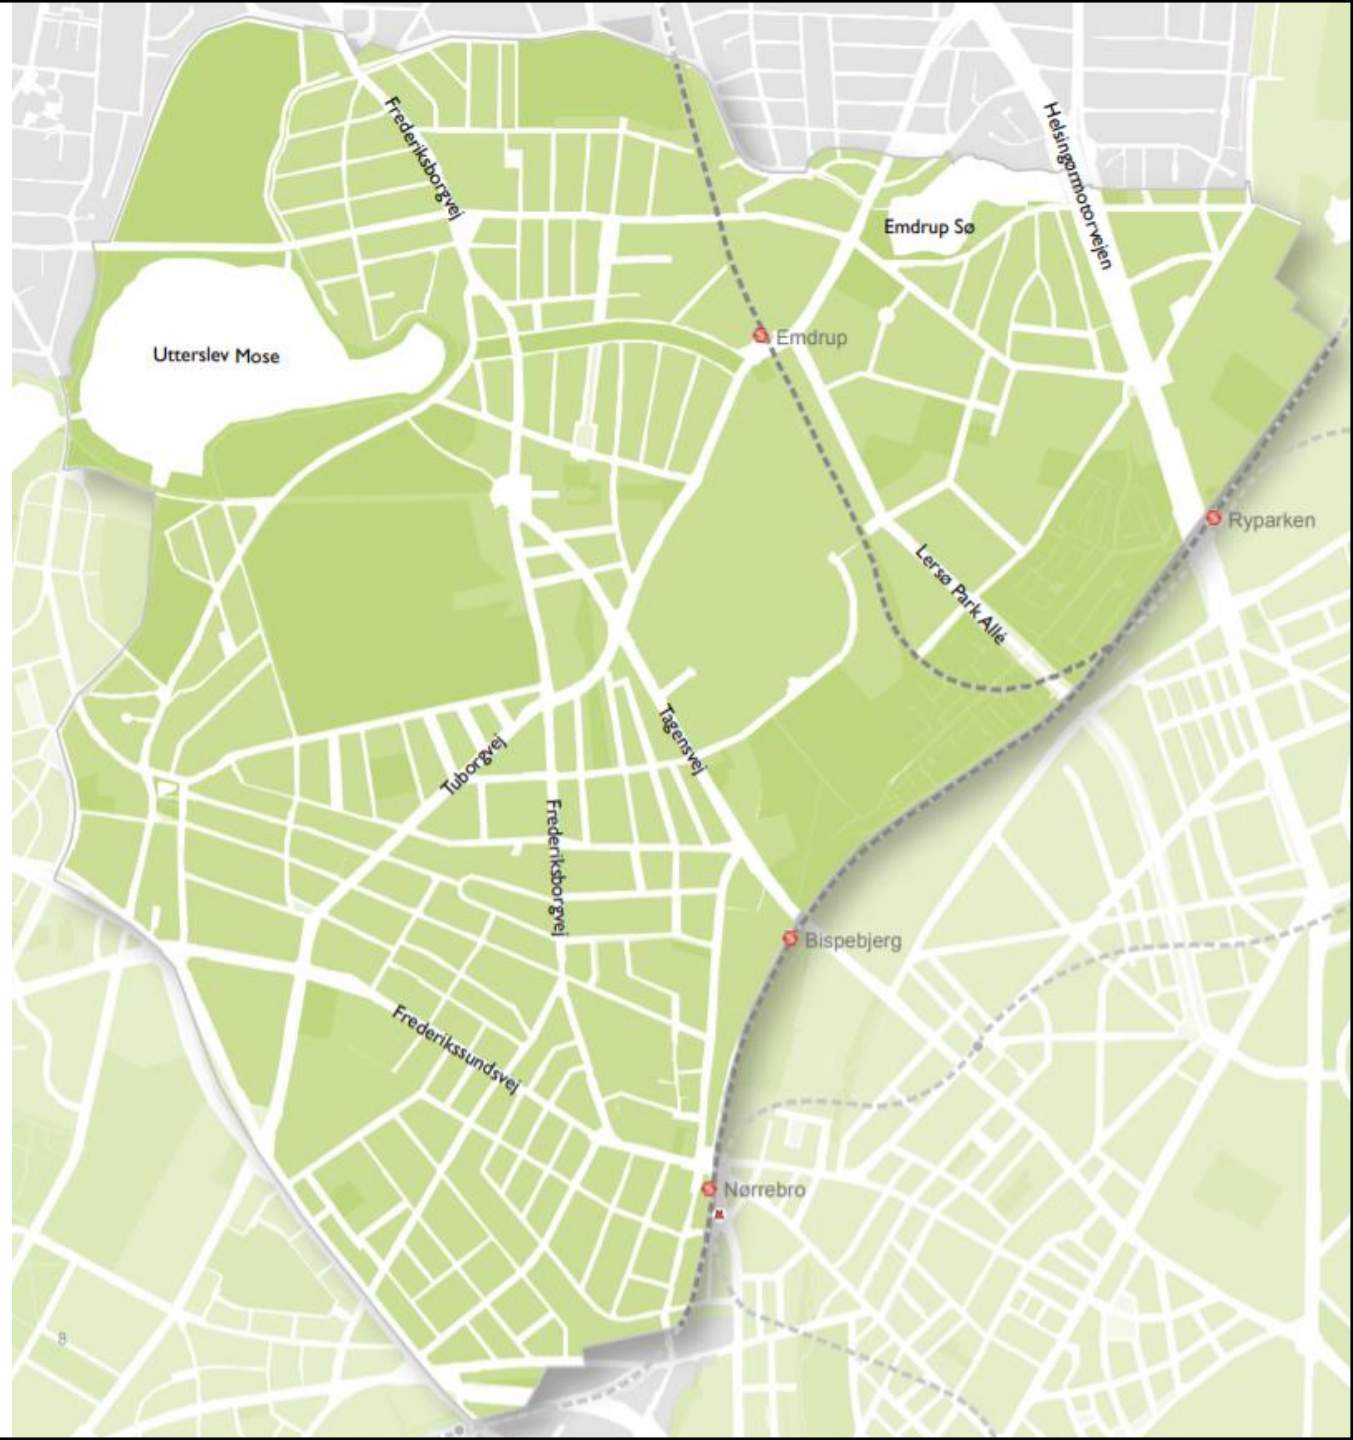 Frederiksborgvej
Helsingørmotorvejen
Emdrup Sø
Emdrup
Utterslev Mose
Ryparken
Lersø Park Allé
Tagensvej
Tuborgvej
Frederiksborgvej
Bispebjerg
Frederikssundsvej
Nørrebro
8